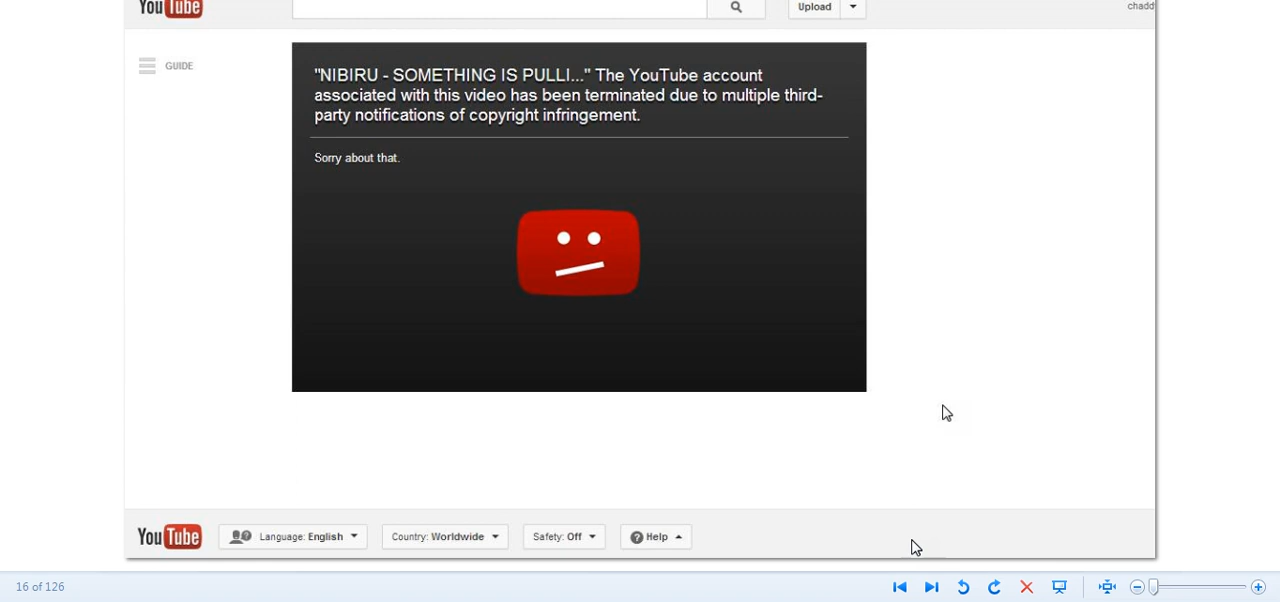 YouTube
Upload
chadd
GUIDE
"NIBIRU - SOMETHING IS PULLI..." The YouTube account
associated with this video has been terminated due to multiple third-
party notifications of copyright infringement.
Sorry about that.
YouTube
Language: English
Country: Worldwide
Safety: Off
Help
16 of 126